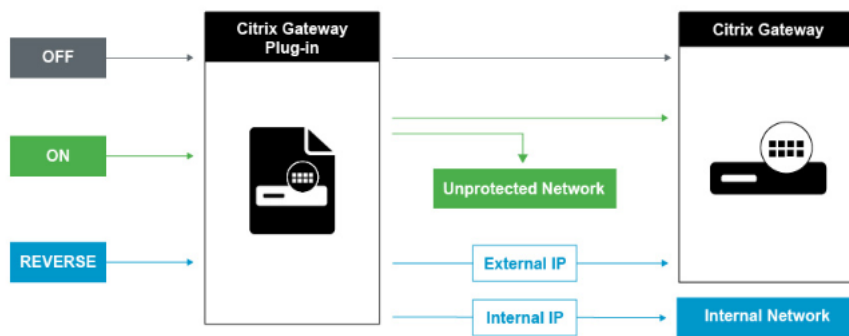 Citrix Gateway
Plug-in
Citrix Gateway
OFF
ON
Unprotected Network
REVERSE
External IP
Internal IP
Internal Network